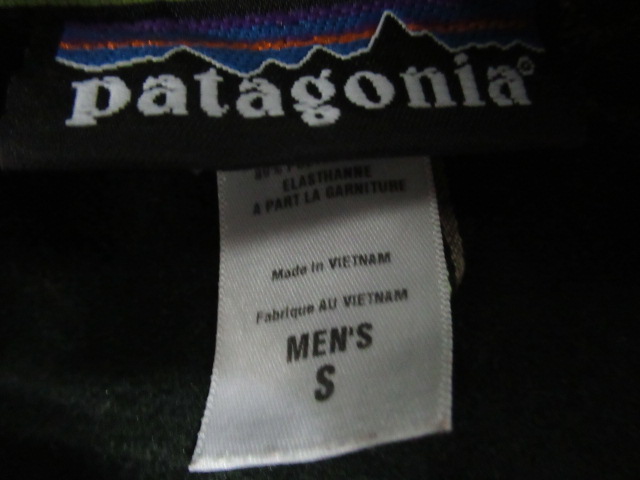 patagonia®
ELASTHANNE
A PART LA GARNITURE
Made in VIETNAM
Fabrique AU VIETNAM
MEN'S
S